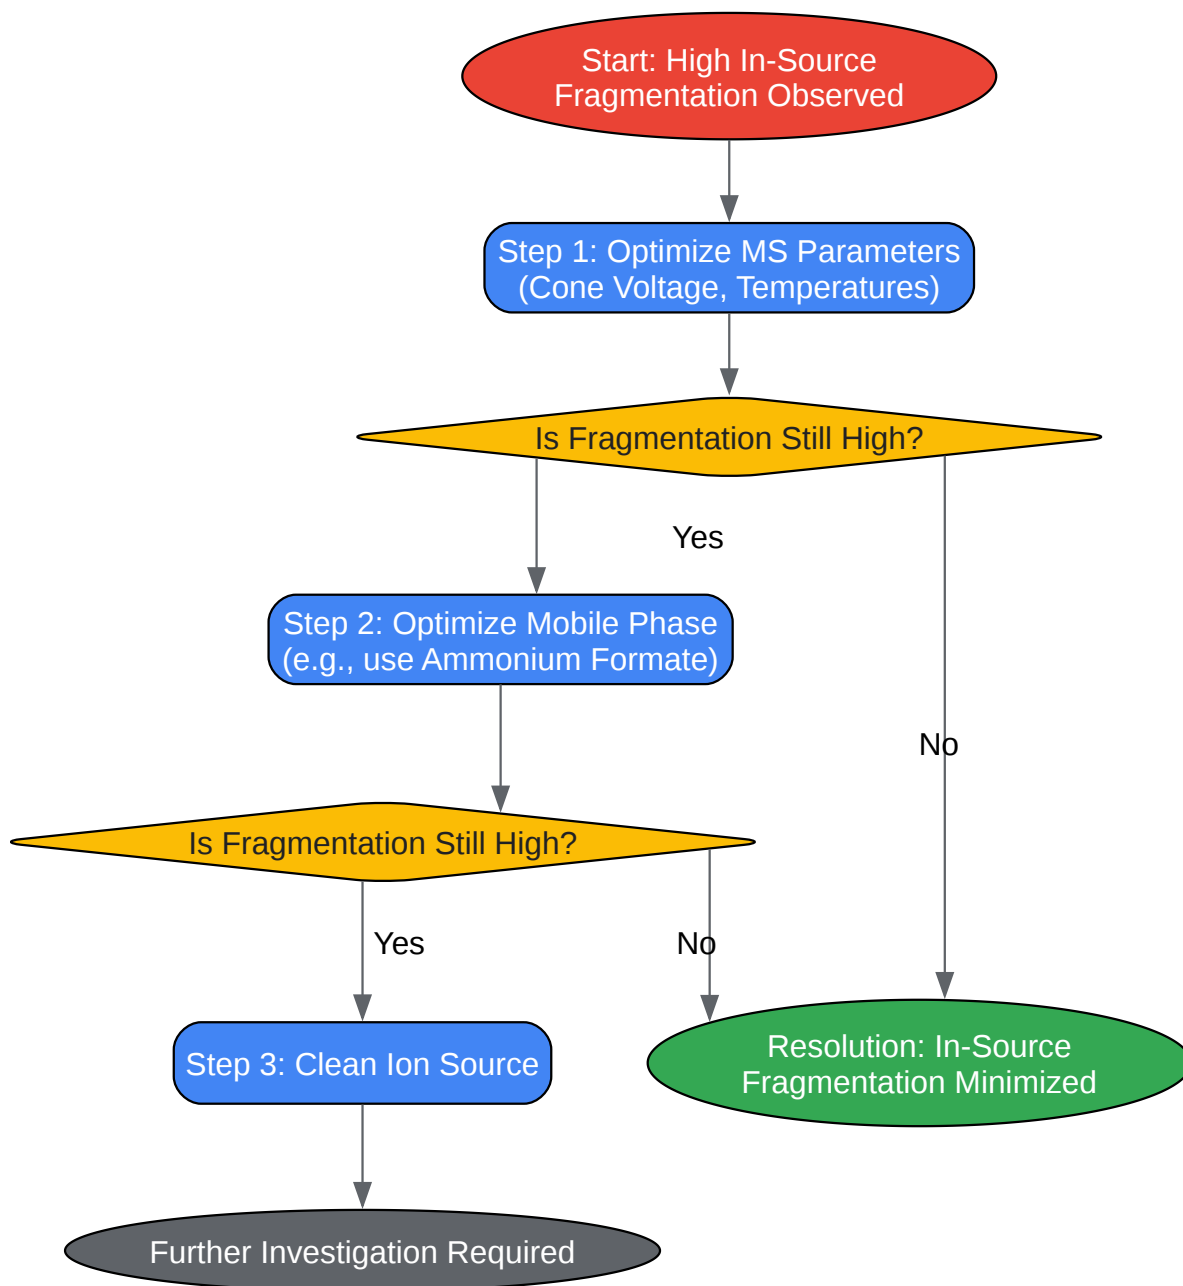 Start: High In-Source
Fragmentation Observed
Step 1: Optimize MS Parameters
(Cone Voltage, Temperatures)
Is Fragmentation Still High?
Yes
Step 2: Optimize Mobile Phase
(e.g., use Ammonium Formate)
No
Is Fragmentation Still High?
Yes
No
Step 3: Clean Ion Source
Resolution: In-Source
Fragmentation Minimized
Further Investigation Required